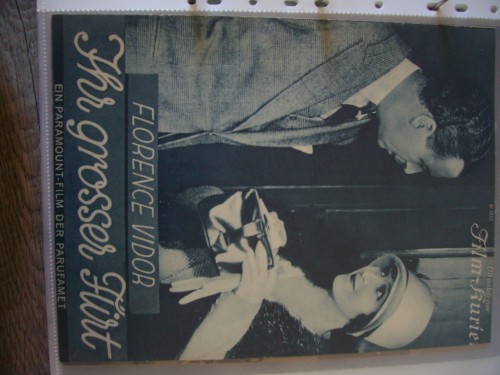 Film-Kurier
FLORENCE VIDOR
Ihr grosser Flirt
EIN PARAMOUNT-FILM DER PARUFAMET